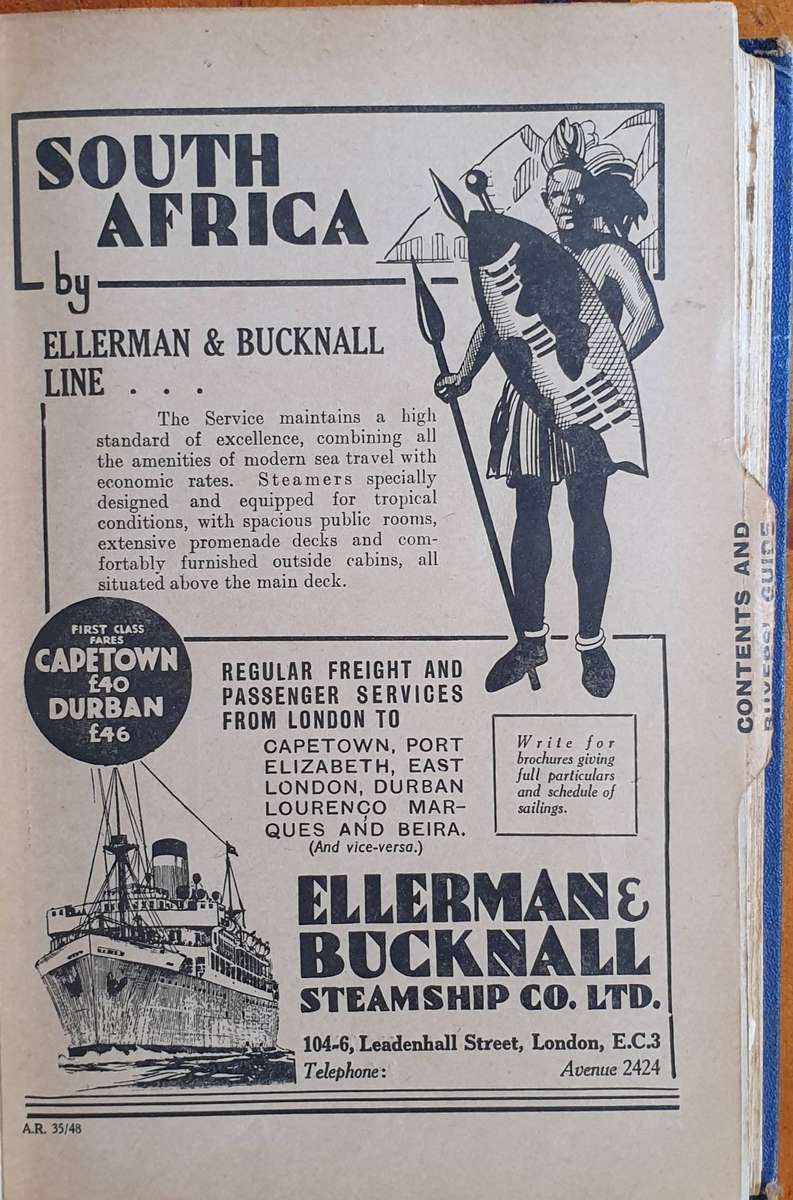 SOUTH
AFRICA
by
ELLERMAN & BUCKNALL
LINE . . .
The Service maintains a high
standard of excellence, combining all
the amenities of modern sea travel with
economic rates. Steamers specially
designed and equipped for tropical
conditions, with spacious public rooms,
extensive promenade decks and com-
fortably furnished outside cabins, all
situated above the main deck.
FIRST CLASS
FARES
CAPETOWN
£40
DURBAN
£46
REGULAR FREIGHT AND
PASSENGER SERVICES
FROM LONDON TO
CAPETOWN, PORT
ELIZABETH, EAST
LONDON, DURBAN
LOURENÇO MAR-
QUES AND BEIRA.
(And vice-versa.)
Write for
brochures giving
full particulars
and schedule of
sailings.
ELLERMAN &
BUCKNALL
STEAMSHIP CO. LTD.
104-6, Leadenhall Street, London, E.C.3
Telephone: Avenue 2424
A.R. 35/48
CONTENTS AND
BUYERS' GUIDE